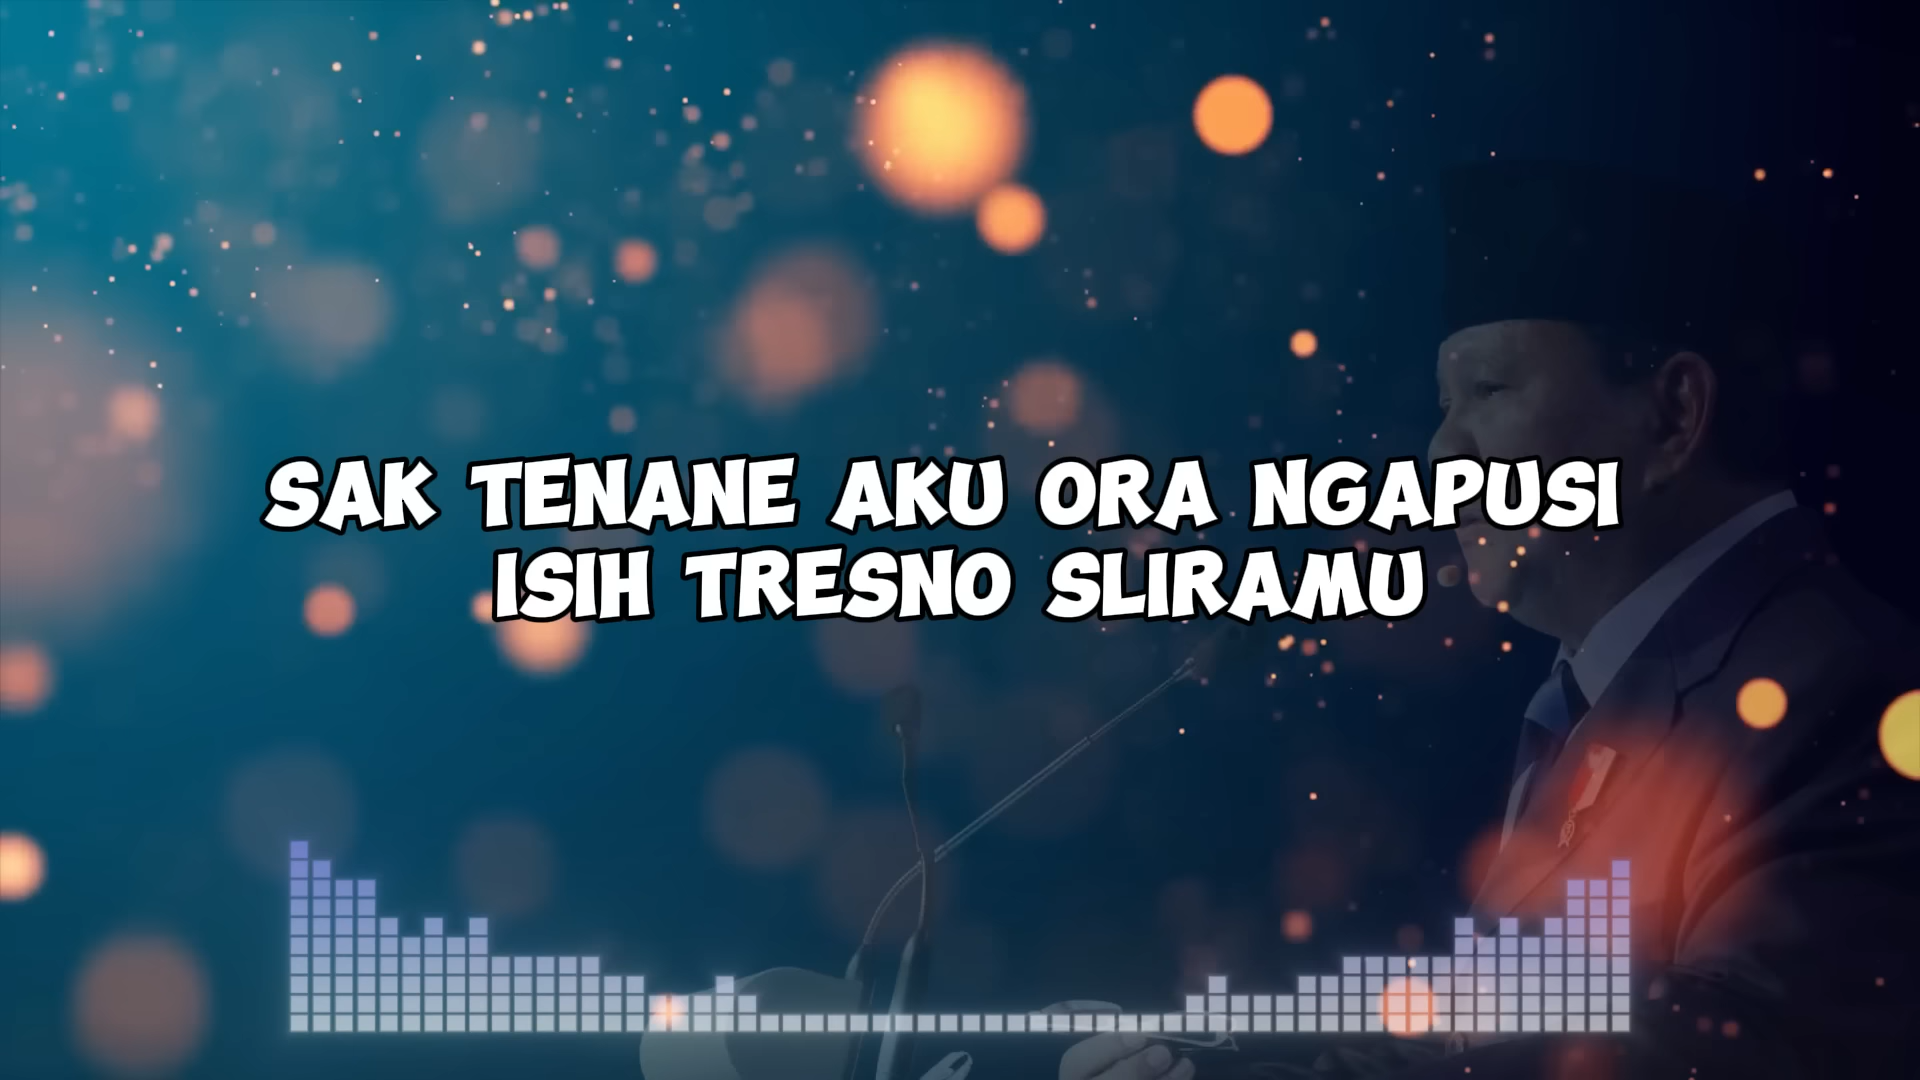 SAK TENANE AKU ORA NGAPUSI
ISIH TRESNO SLIRAMU